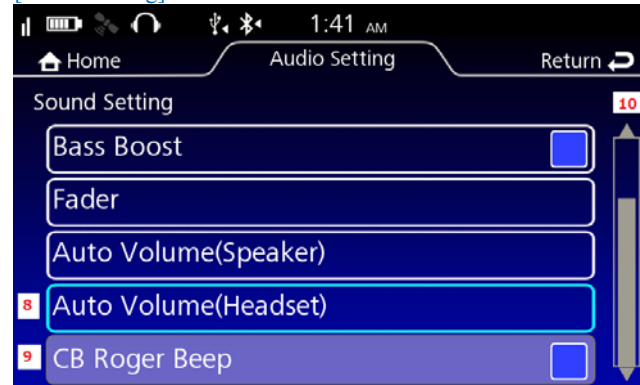 1:41 AM
Home Audio Setting Return
Sound Setting
10
Bass Boost
Fader
Auto Volume(Speaker)
8 Auto Volume(Headset)
9 CB Roger Beep